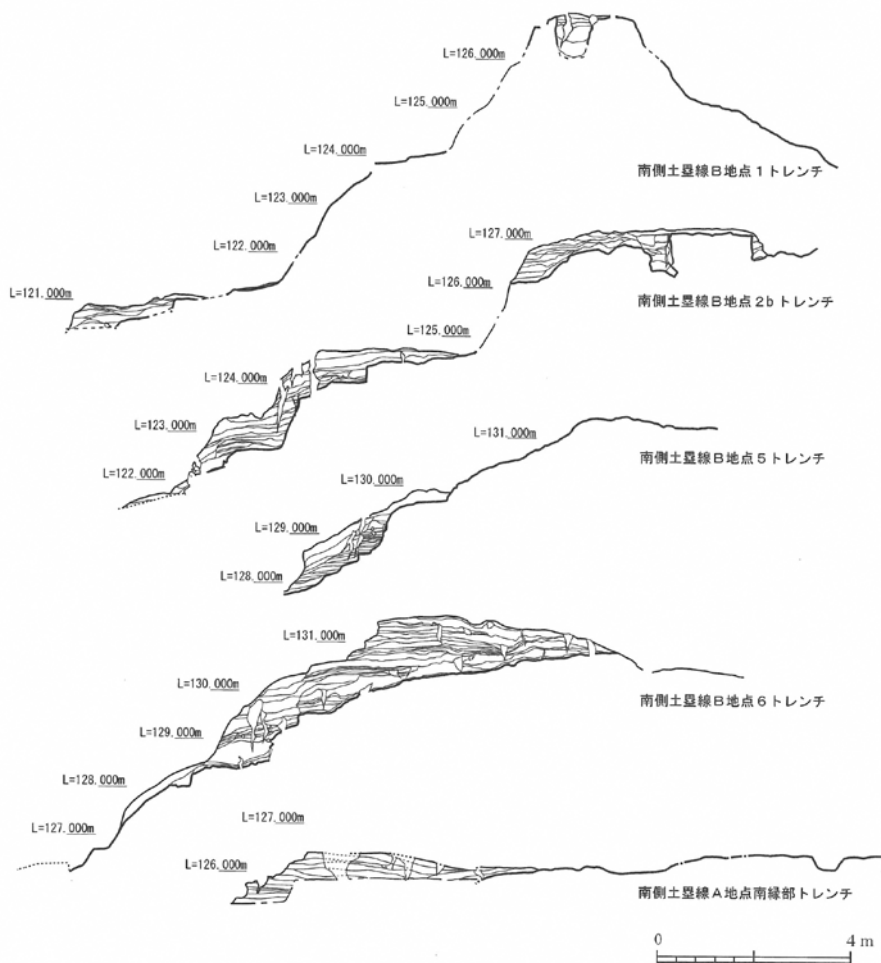 L=126.000m
L=125.000m
L=124.000m
L=123.000m
L=122.000m
L=121.000m
南側土塁線B地点1トレンチ
L=127.000m
L=126.000m
L=125.000m
L=124.000m
L=123.000m
L=122.000m
南側土塁線B地点2bトレンチ
L=131.000m
L=130.000m
L=129.000m
L=128.000m
南側土塁線B地点5トレンチ
L=131.000m
L=130.000m
L=129.000m
L=128.000m
L=127.000m
南側土塁線B地点6トレンチ
L=127.000m
L=126.000m
南側土塁線A地点南縁部トレンチ
0 4m